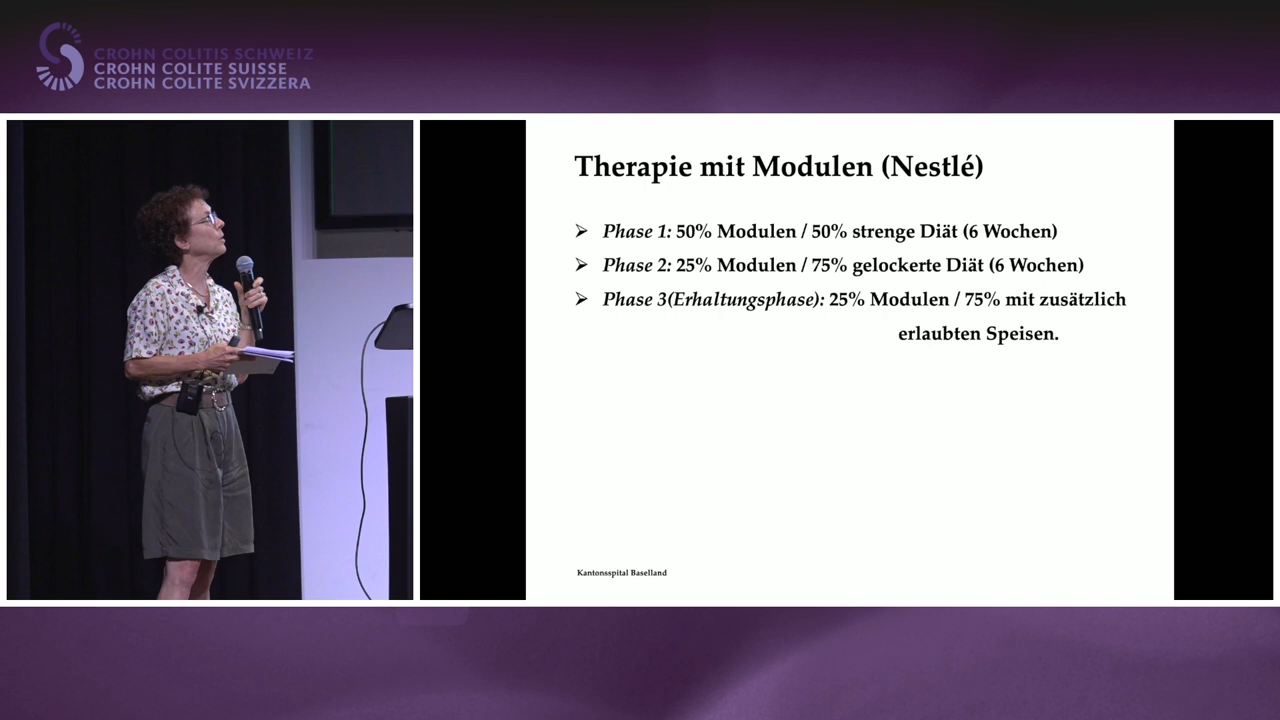 CROHN COLITIS SCHWEIZ
CROHN COLITE SUISSE
CROHN COLITE SVIZZERA
Therapie mit Modulen (Nestlé)
Phase 1: 50% Modulen / 50% strenge Diät (6 Wochen)
Phase 2: 25% Modulen / 75% gelockerte Diät (6 Wochen)
Phase 3(Erhaltungsphase): 25% Modulen / 75% mit zusätzlich
erlaubten Speisen.
Kantonsspital Baselland